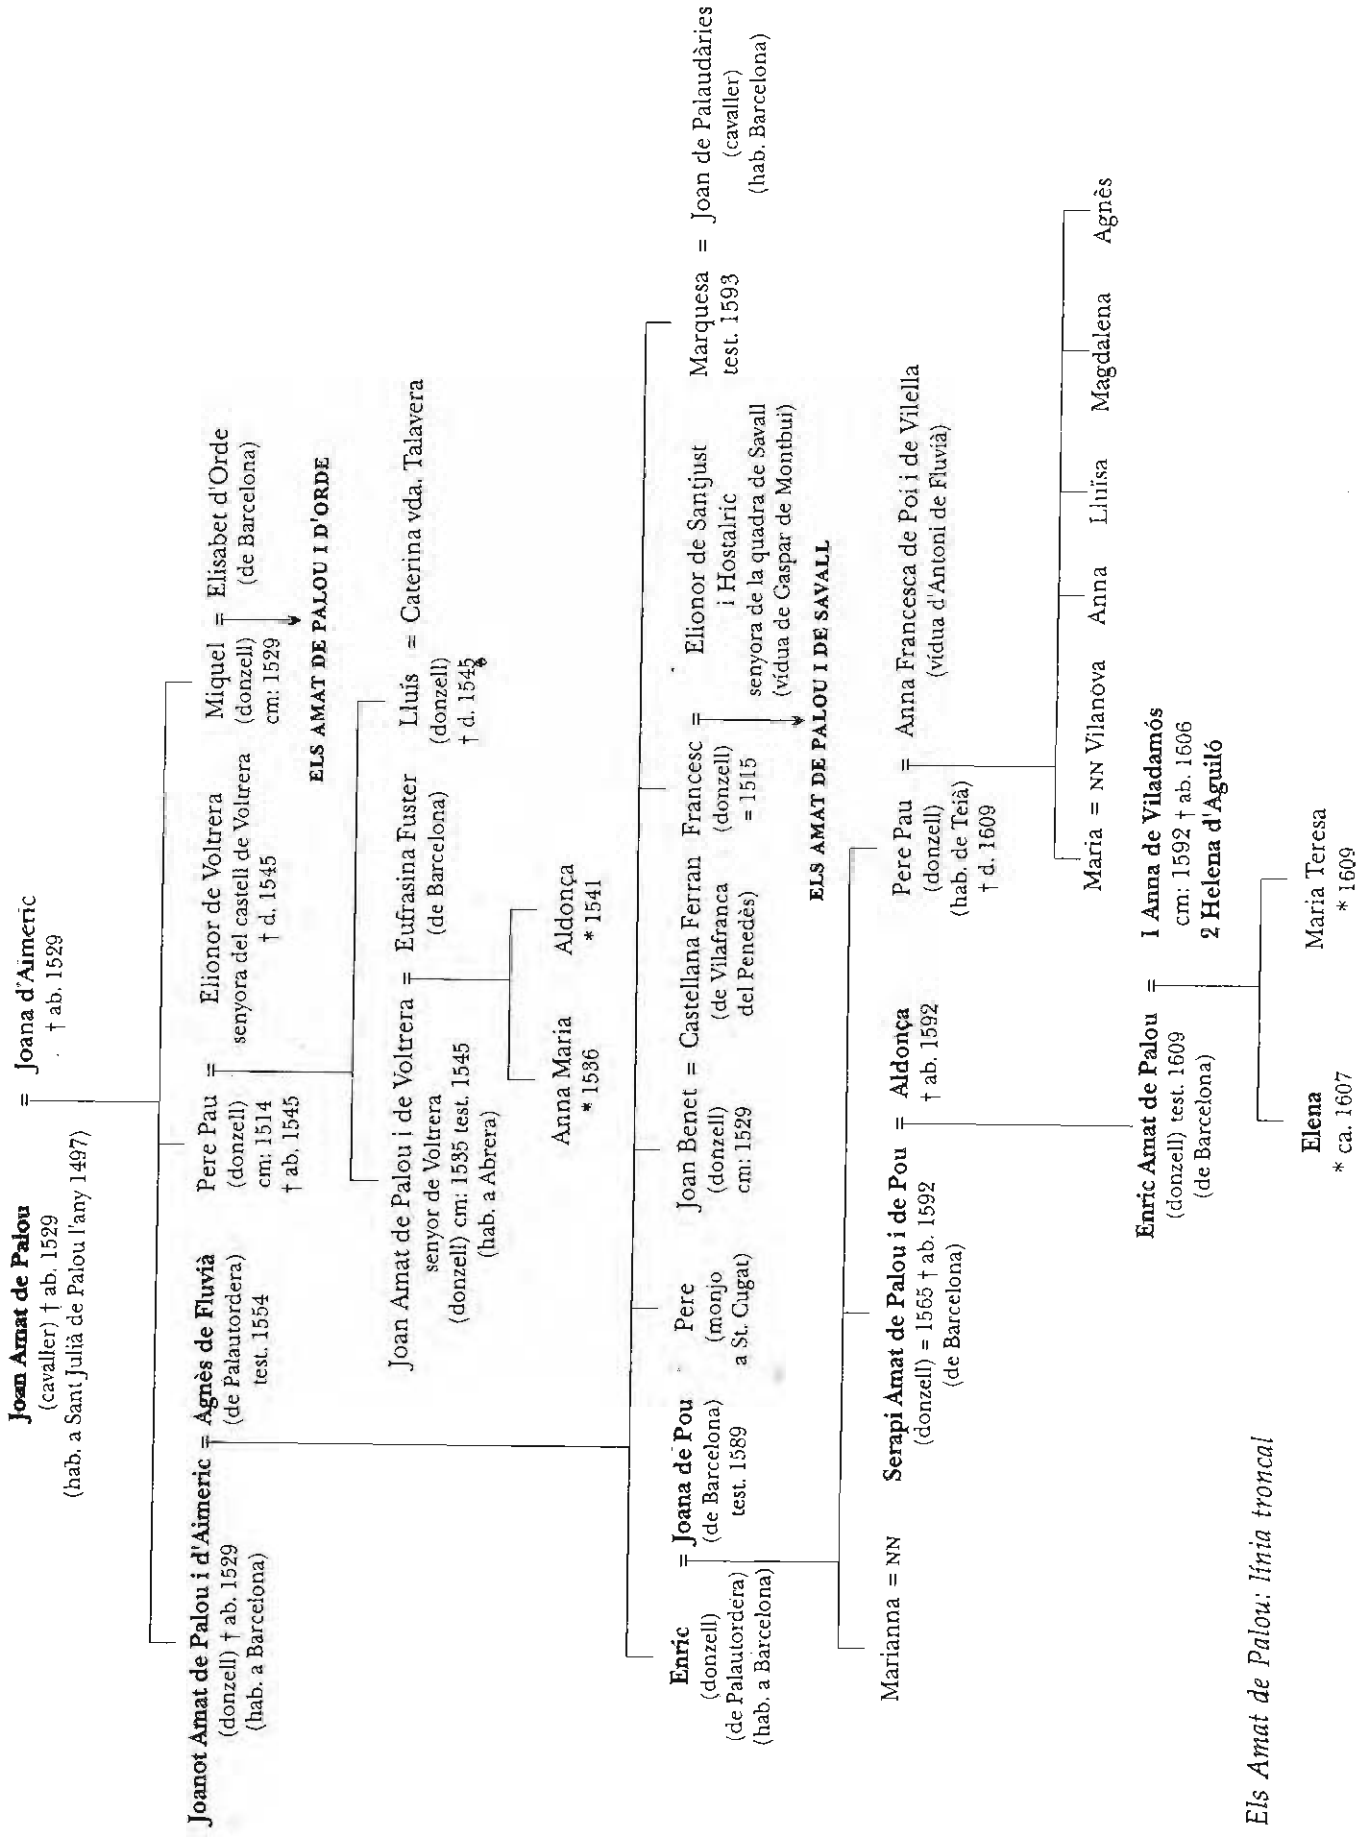 Joan Amat de Palou = Joana d'Aimeric
(cavaller) † ab. 1529 † ab. 1529
(hab. a Sant Julià de Palou l'any 1497)
Joanot Amat de Palou i d'Aimeric = Agnès de Fluvià
(donzell) † ab. 1529 (de Palautordera)
(hab. a Barcelona) test. 1554
Pere Pau = Elionor de Voltrera
(donzell) senyora del castell de Voltrera
cm: 1514 † d. 1545
† ab. 1545
Miquel = Elisabet d'Orde
(donzell) (de Barcelona)
cm: 1529
ELS AMAT DE PALOU I D'ORDE
Joan Amat de Palou i de Voltrera = Eufrasina Fuster
senyor de Voltrera (de Barcelona)
(donzell) cm: 1535 test. 1545
(hab. a Abrera)
Lluís = Caterina vda. Talavera
(donzell)
† d. 1545
Anna Maria Aldonça
* 1536 * 1541
Enric = Joana de Pou
(donzell) (de Barcelona)
(de Palautordera) test. 1589
(hab. a Barcelona)
Pere
(monjo
a St. Cugat)
Joan Benet = Castellana Ferran
(donzell) (de Vilafranca
cm: 1529 del Penedès)
Francesc = Elionor de Santjust
(donzell) i Hostalric
= 1515 senyora de la quadra de Savall
(vídua de Gaspar de Montbui)
ELS AMAT DE PALOU I DE SAVALL
Marquesa = Joan de Palaudàries
test. 1593 (cavaller)
(hab. Barcelona)
Marianna = NN
Serapi Amat de Palou i de Pou = Aldonça
(donzell) = 1565 † ab. 1592 † ab. 1592
(de Barcelona)
Pere Pau = Anna Francesca de Poi i de Vilella
(donzell) (vídua d'Antoni de Fluvià)
(hab. de Teià)
† d. 1609
Maria = NN Vilanova Anna Lluïsa Magdalena Agnès
Enric Amat de Palou = 1 Anna de Viladamós
(donzell) test. 1609 cm: 1592 † ab. 1606
(de Barcelona) 2 Helena d'Aguiló
Elena Maria Teresa
* ca. 1607 * 1609
Els Amat de Palou: línia troncal